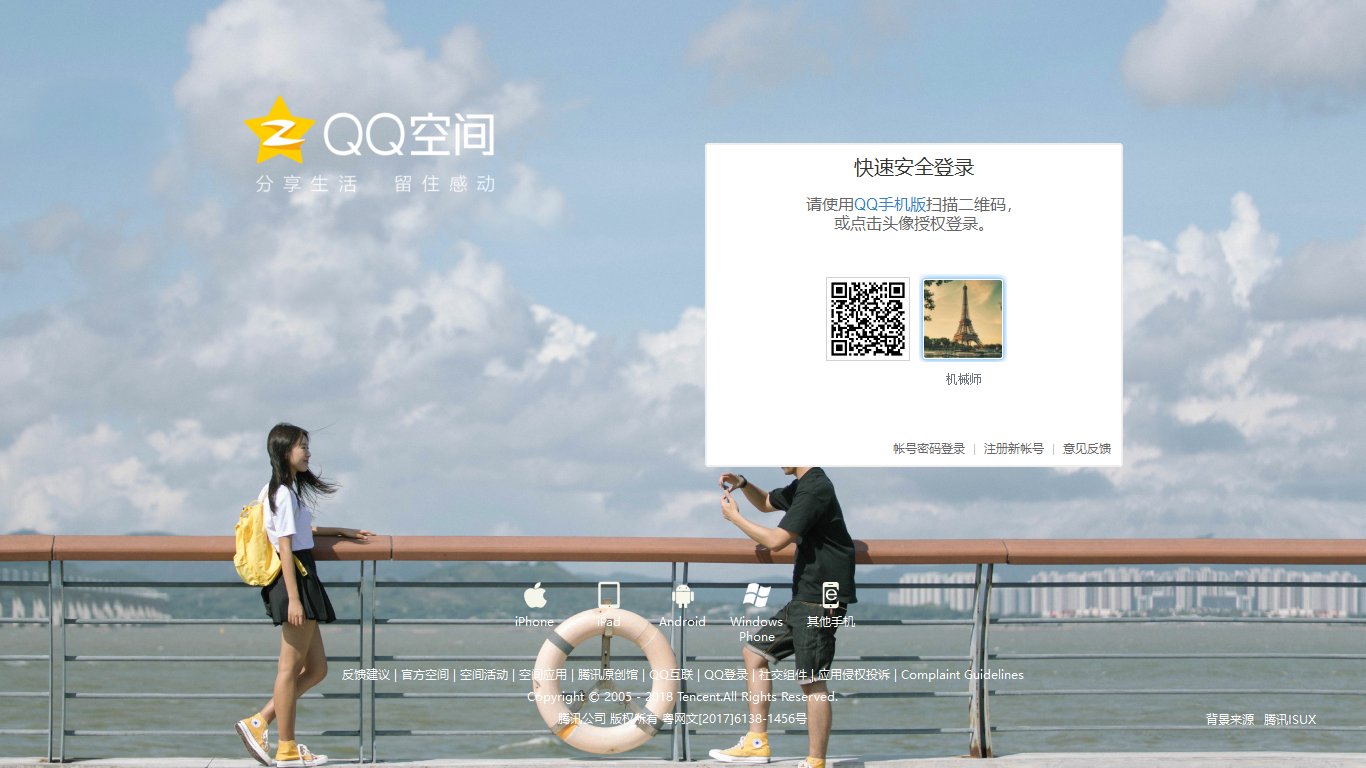 QQ空间
分享生活 留住感动
快速安全登录
请使用QQ手机版扫描二维码，
或点击头像授权登录。
机械师
帐号密码登录 | 注册新帐号 | 意见反馈
iPhone iPad Android Windows Phone 其他手机
反馈建议 | 官方空间 | 空间活动 | 空间应用 | 腾讯原创馆 | QQ互联 | QQ登录 | 社交组件 | 应用侵权投诉 | Complaint Guidelines
Copyright © 2005 - 2018 Tencent.All Rights Reserved.
腾讯公司 版权所有 粤网文[2017]6138-1456号
背景来源 腾讯ISUX